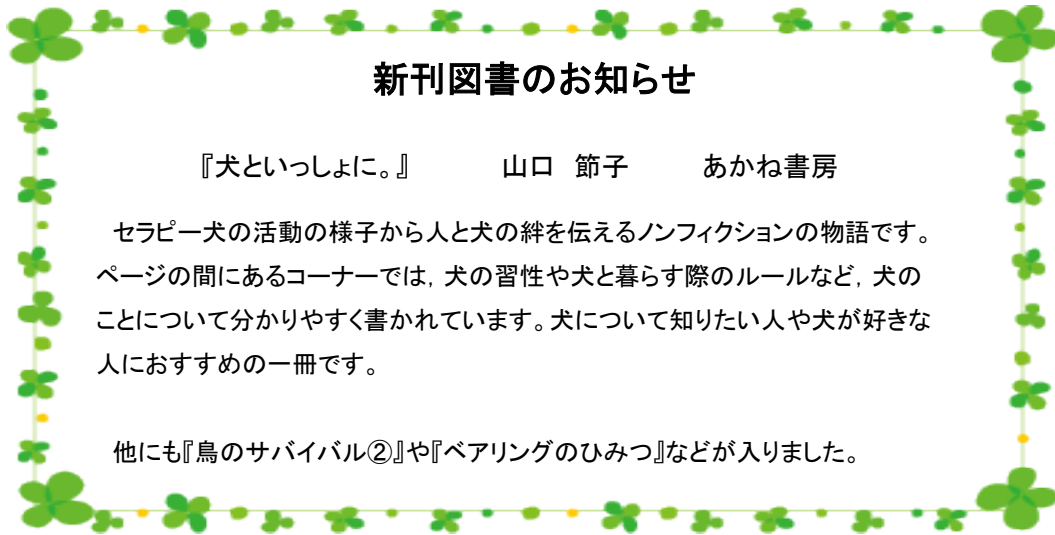 新刊図書のお知らせ
『犬といっしょに。』　　　山口　節子　　　あかね書房
　セラピー犬の活動の様子から人と犬の絆を伝えるノンフィクションの物語です。
ページの間にあるコーナーでは，犬の習性や犬と暮らす際のルールなど，犬の
ことについて分かりやすく書かれています。犬について知りたい人や犬が好きな
人におすすめの一冊です。
　他にも『鳥のサバイバル②』や『ベアリングのひみつ』などが入りました。